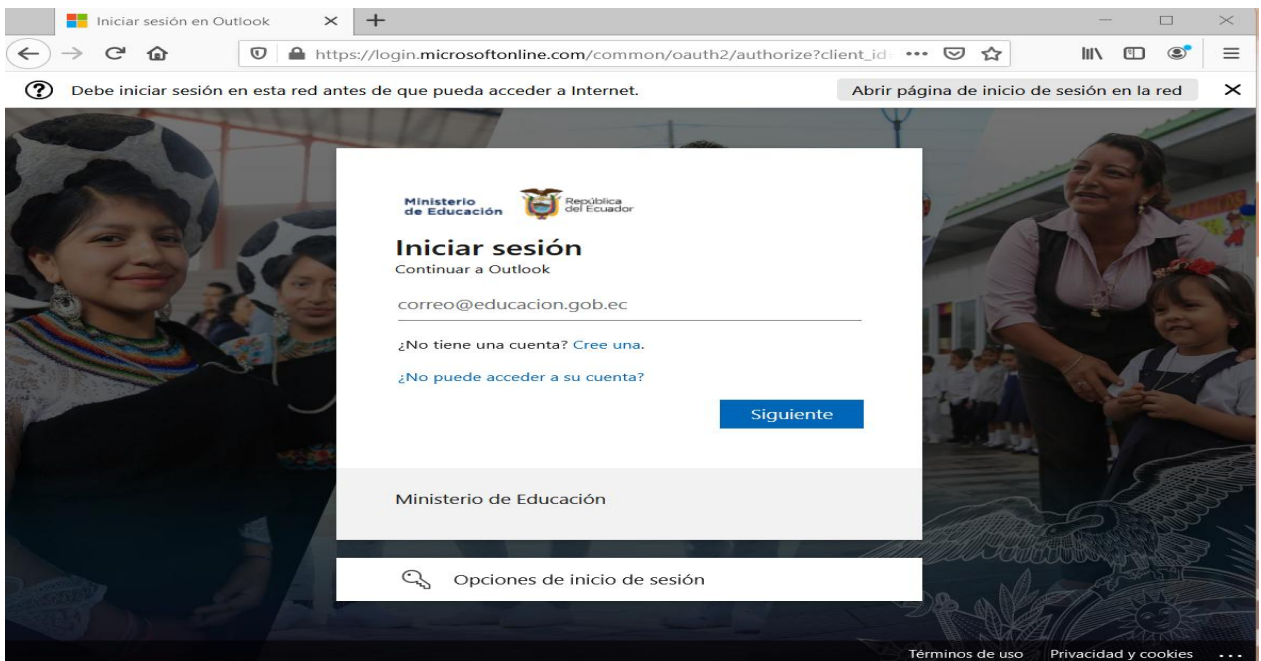 Iniciar sesión en Outlook
https://login.microsoftonline.com/common/oauth2/authorize?client_id
Debe iniciar sesión en esta red antes de que pueda acceder a Internet.
Abrir página de inicio de sesión en la red
Ministerio
de Educación
República
del Ecuador
Iniciar sesión
Continuar a Outlook
correo@educacion.gob.ec
¿No tiene una cuenta? Cree una.
¿No puede acceder a su cuenta?
Siguiente
Ministerio de Educación
Opciones de inicio de sesión
Términos de uso Privacidad y cookies ...